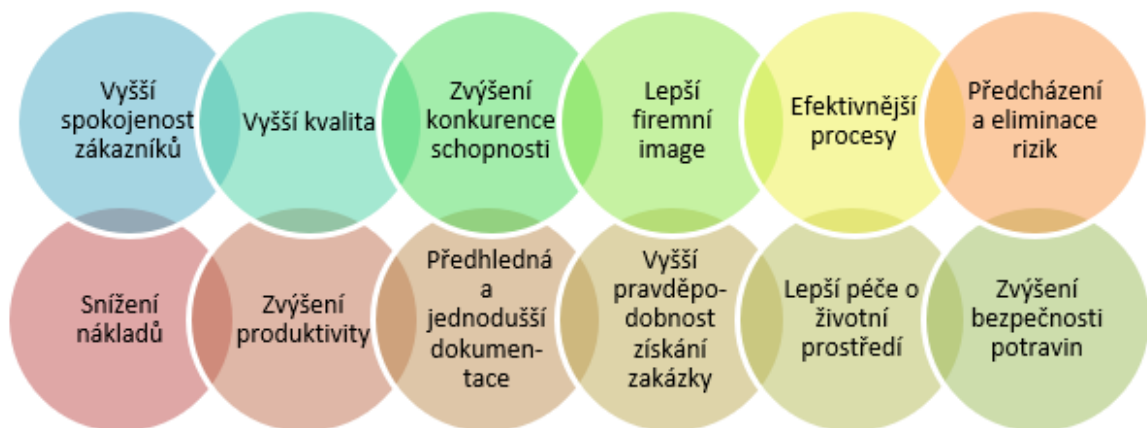 Vyšší
spokojenost
zákazníků
Vyšší kvalita
Zvýšení
konkurence
schopnosti
Lepší
firemní
image
Efektivnější
procesy
Předcházení
a eliminace
rizik
Snížení
nákladů
Zvýšení
produktivity
Předhledná
a
jednodušší
dokumen-
tace
Vyšší
pravděpo-
dobnost
získání
zakázky
Lepší péče o
životní
prostředí
Zvýšení
bezpečnosti
potravin